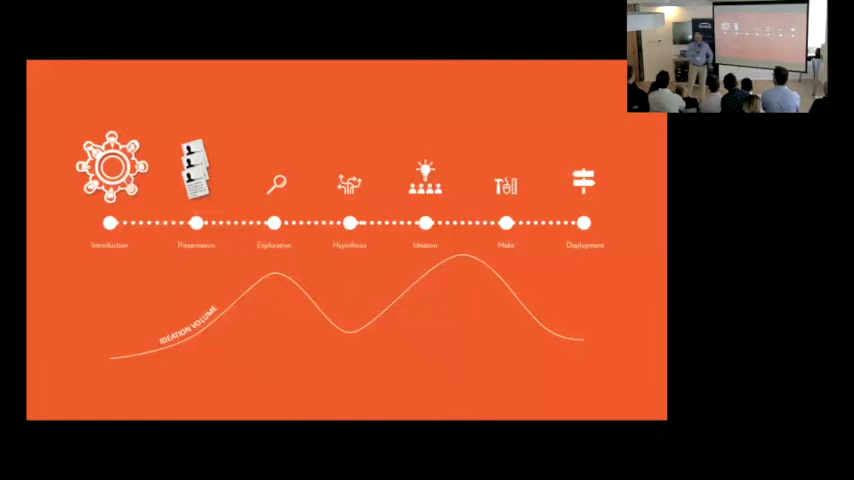 Introduction
Presentation
Exploration
Hypothesis
Ideation
Make
Deployment
IDEATION VOLUME